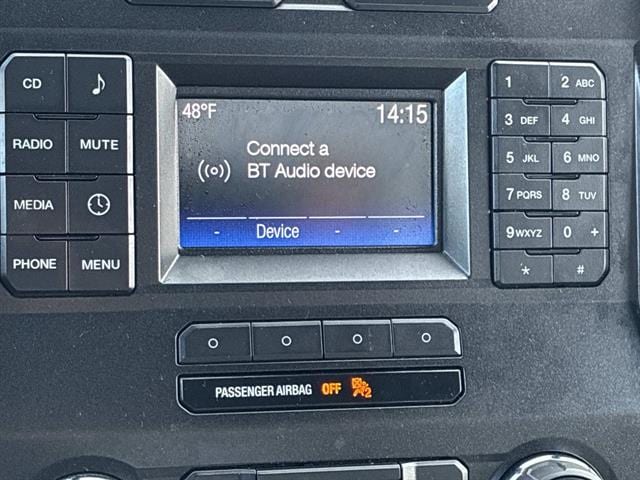 CD
RADIO MUTE
MEDIA
PHONE MENU
48°F 14:15
Connect a
BT Audio device
- Device - -
1 2 ABC
3 DEF 4 GHI
5 JKL 6 MNO
7 PQRS 8 TUV
9 WXYZ 0 +
* #
PASSENGER AIRBAG OFF 2